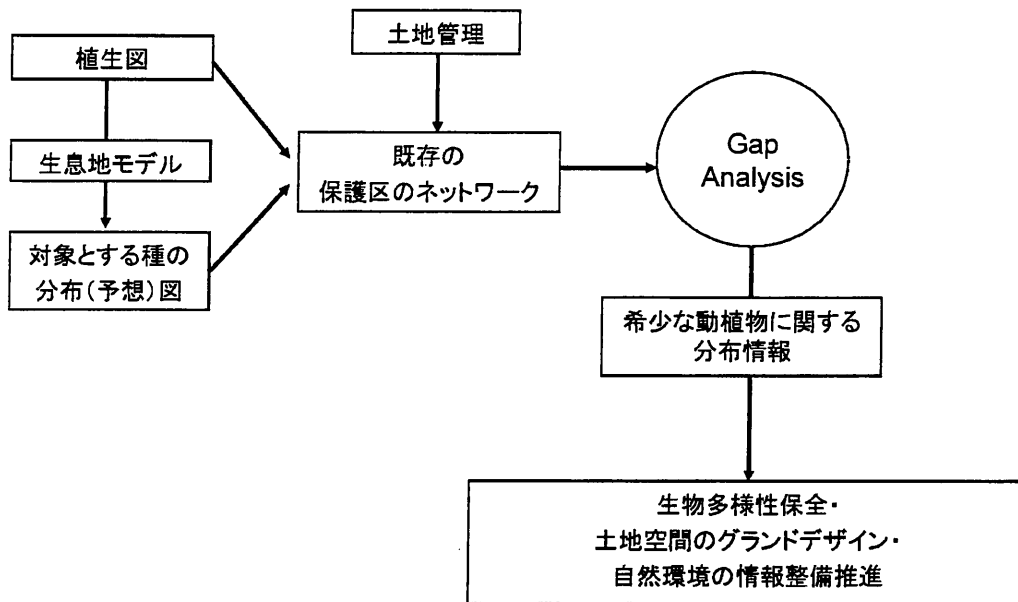 植生図
生息地モデル
対象とする種の
分布(予想)図
土地管理
既存の
保護区のネットワーク
Gap
Analysis
希少な動植物に関する
分布情報
生物多様性保全・
土地空間のグランドデザイン・
自然環境の情報整備推進